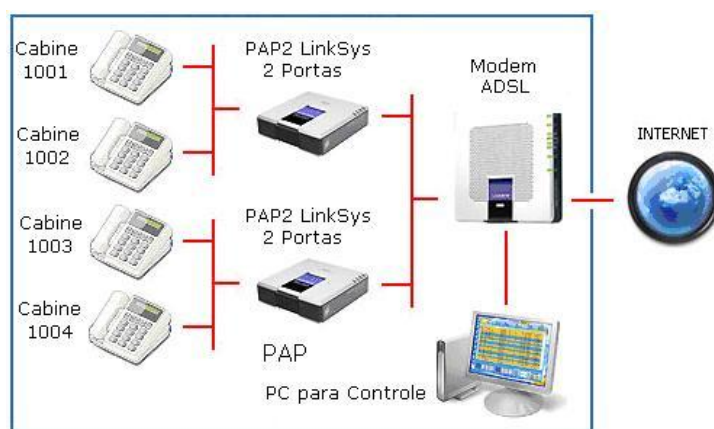 Cabine
1001
PAP2 LinkSys
2 Portas
Modem
ADSL
INTERNET
Cabine
1002
Cabine
1003
PAP2 LinkSys
2 Portas
Cabine
1004
PAP
PC para Controle